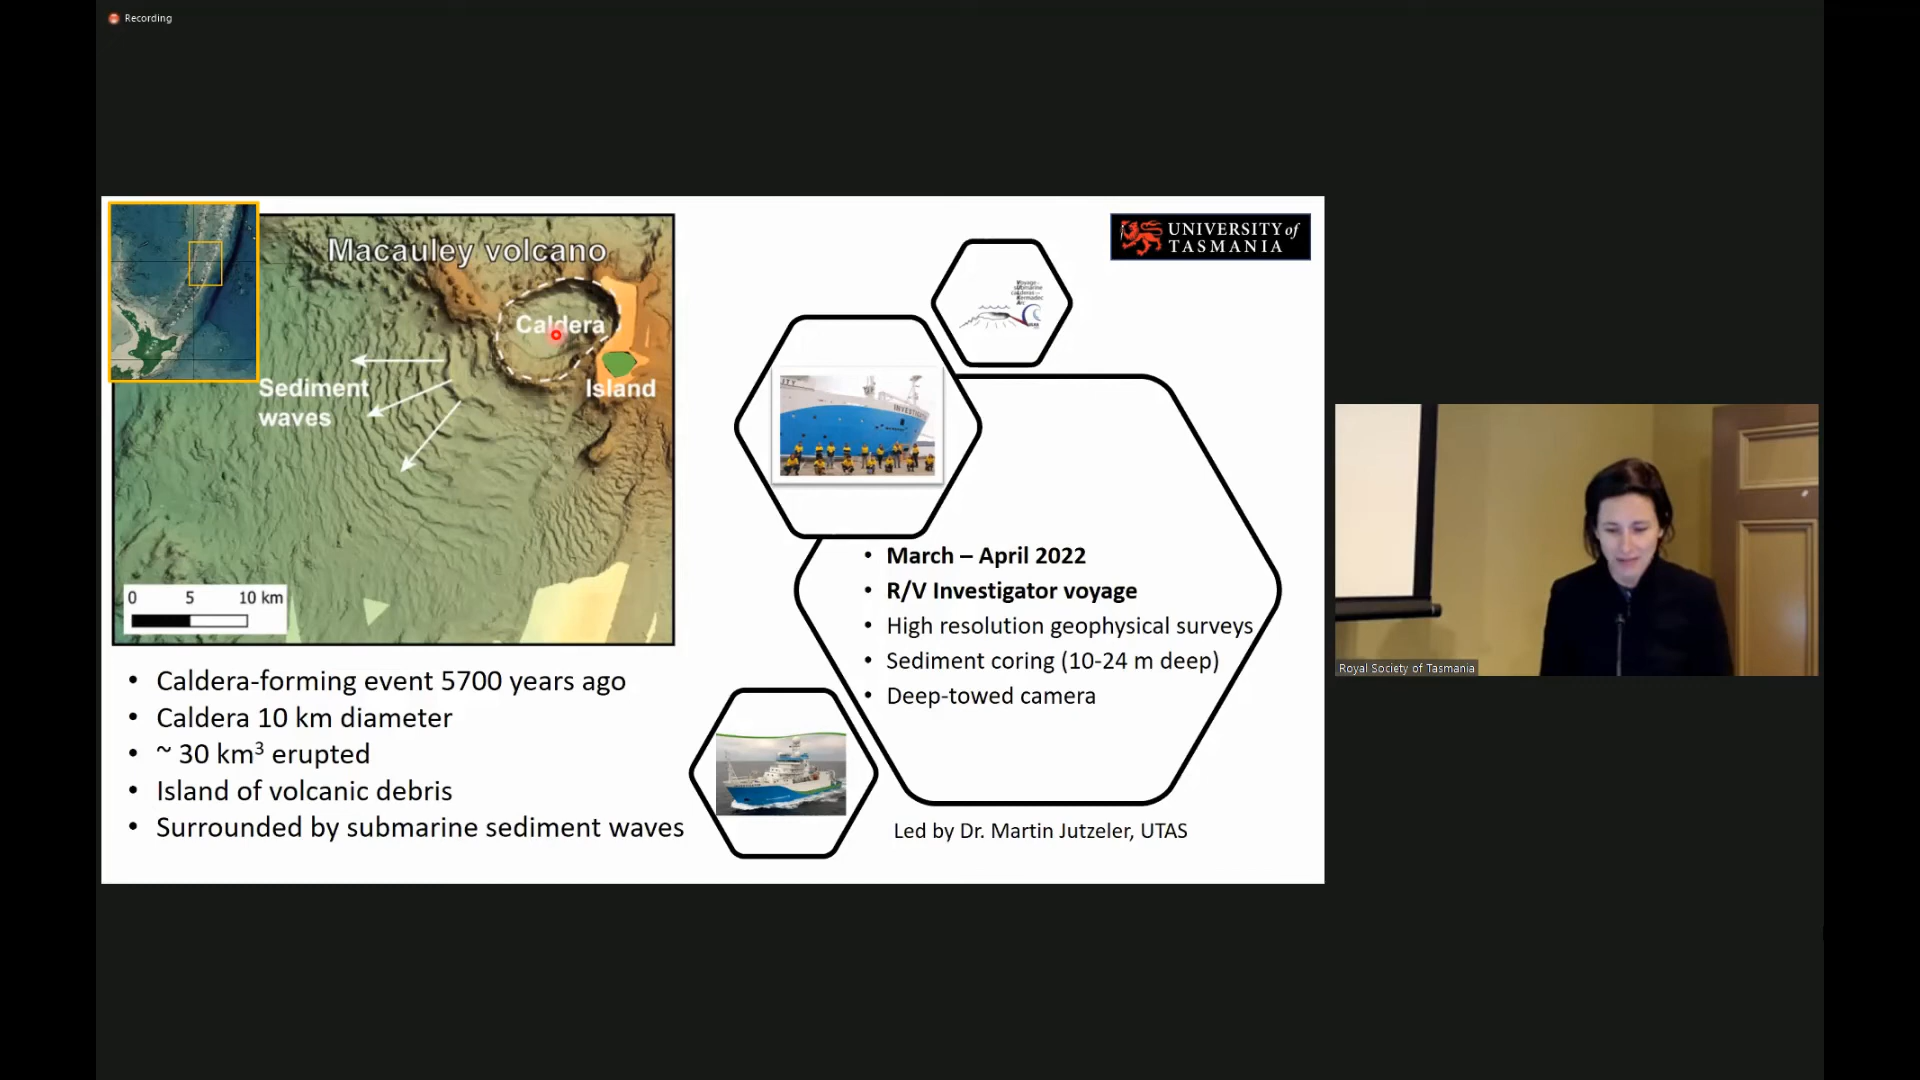 Recording
Macauley volcano
Caldera
Sediment
waves
Island
0 5 10 km
• Caldera-forming event 5700 years ago
• Caldera 10 km diameter
• ~ 30 km³ erupted
• Island of volcanic debris
• Surrounded by submarine sediment waves
UNIVERSITY of
TASMANIA
• March – April 2022
• R/V Investigator voyage
• High resolution geophysical surveys
• Sediment coring (10-24 m deep)
• Deep-towed camera
Led by Dr. Martin Jutzeler, UTAS
Royal Society of Tasmania